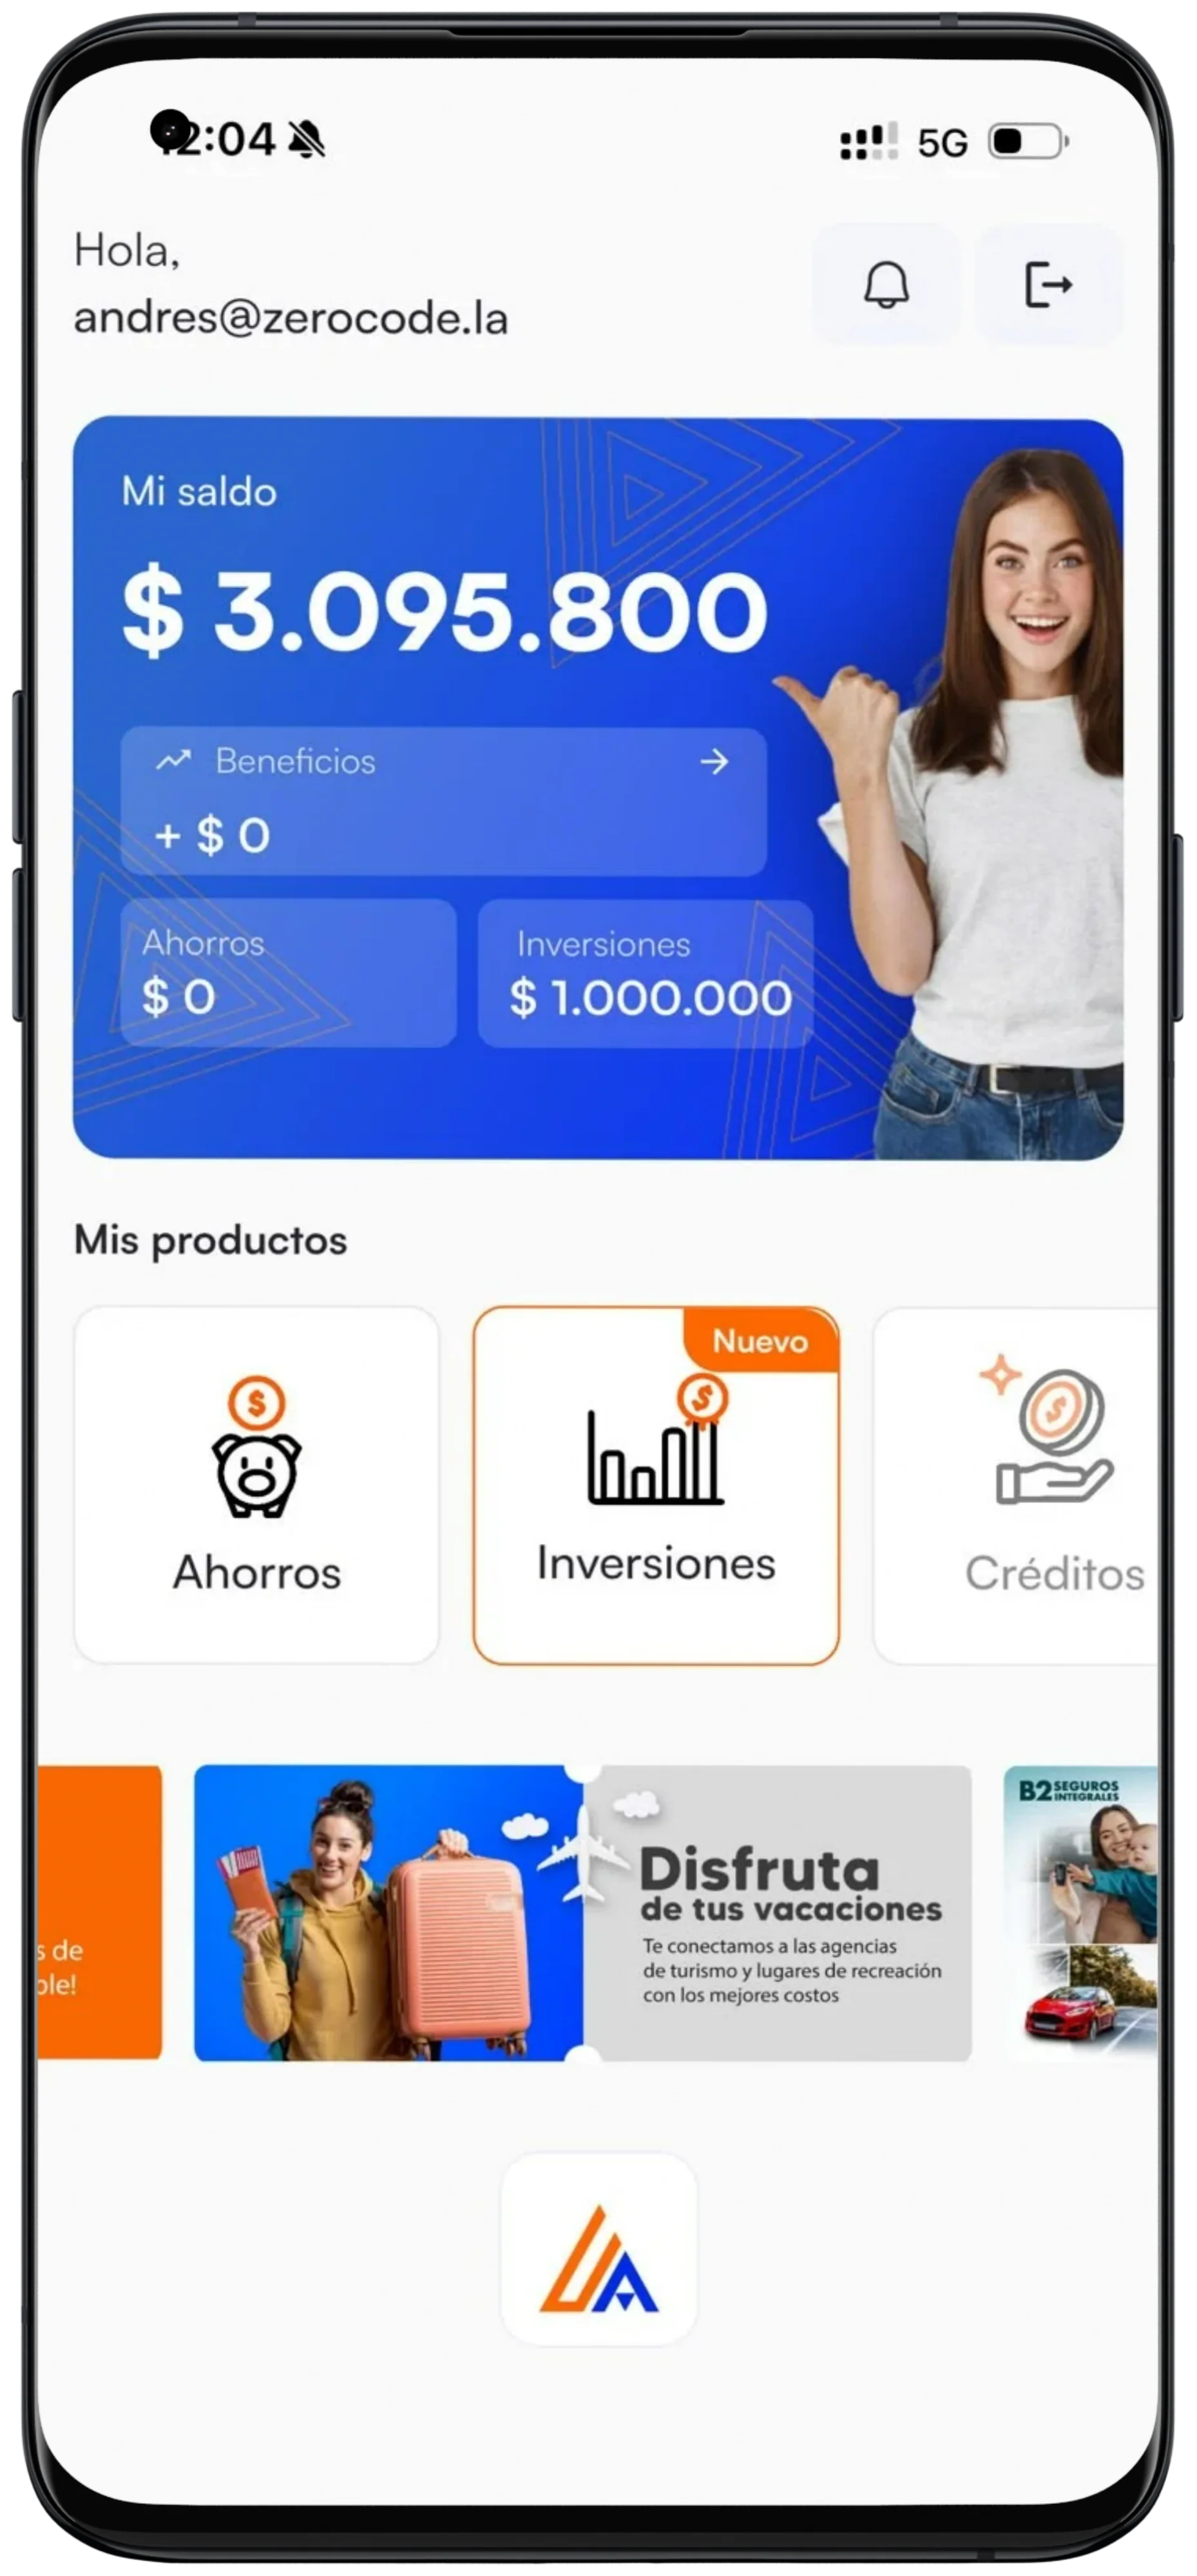 12:04
5G
Hola,
andres@zerocode.la
Mi saldo
$ 3.095.800
Beneficios
+ $ 0
Ahorros
Inversiones
$ 0
$ 1.000.000
Mis productos
Nuevo
Ahorros
Inversiones
Créditos
s de
ble!
Disfruta
de tus vacaciones
Te conectamos a las agencias
de turismo y lugares de recreación
con los mejores costos
B2 SEGUROS
INTEGRALES